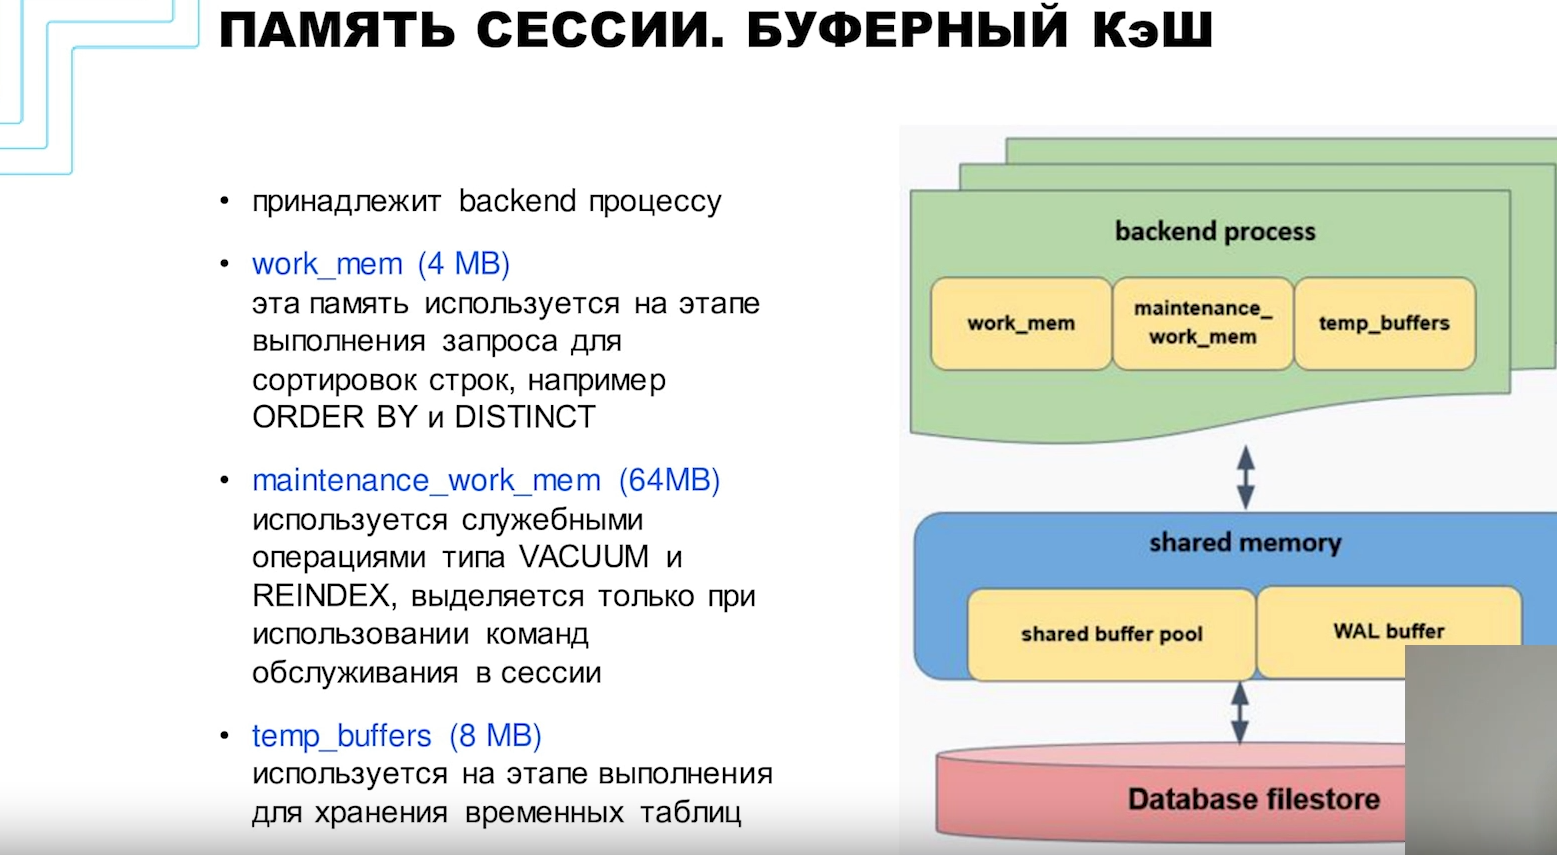 ПАМЯТЬ СЕССИИ. БУФЕРНЫЙ КэШ
• принадлежит backend процессу
• work_mem (4 MB)
эта память используется на этапе
выполнения запроса для
сортировок строк, например
ORDER BY и DISTINCT
• maintenance_work_mem (64MB)
используется служебными
операциями типа VACUUM и
REINDEX, выделяется только при
использовании команд
обслуживания в сессии
• temp_buffers (8 MB)
используется на этапе выполнения
для хранения временных таблиц
backend process
work_mem
maintenance_
work_mem
temp_buffers
shared memory
shared buffer pool
WAL buffer
Database filestore